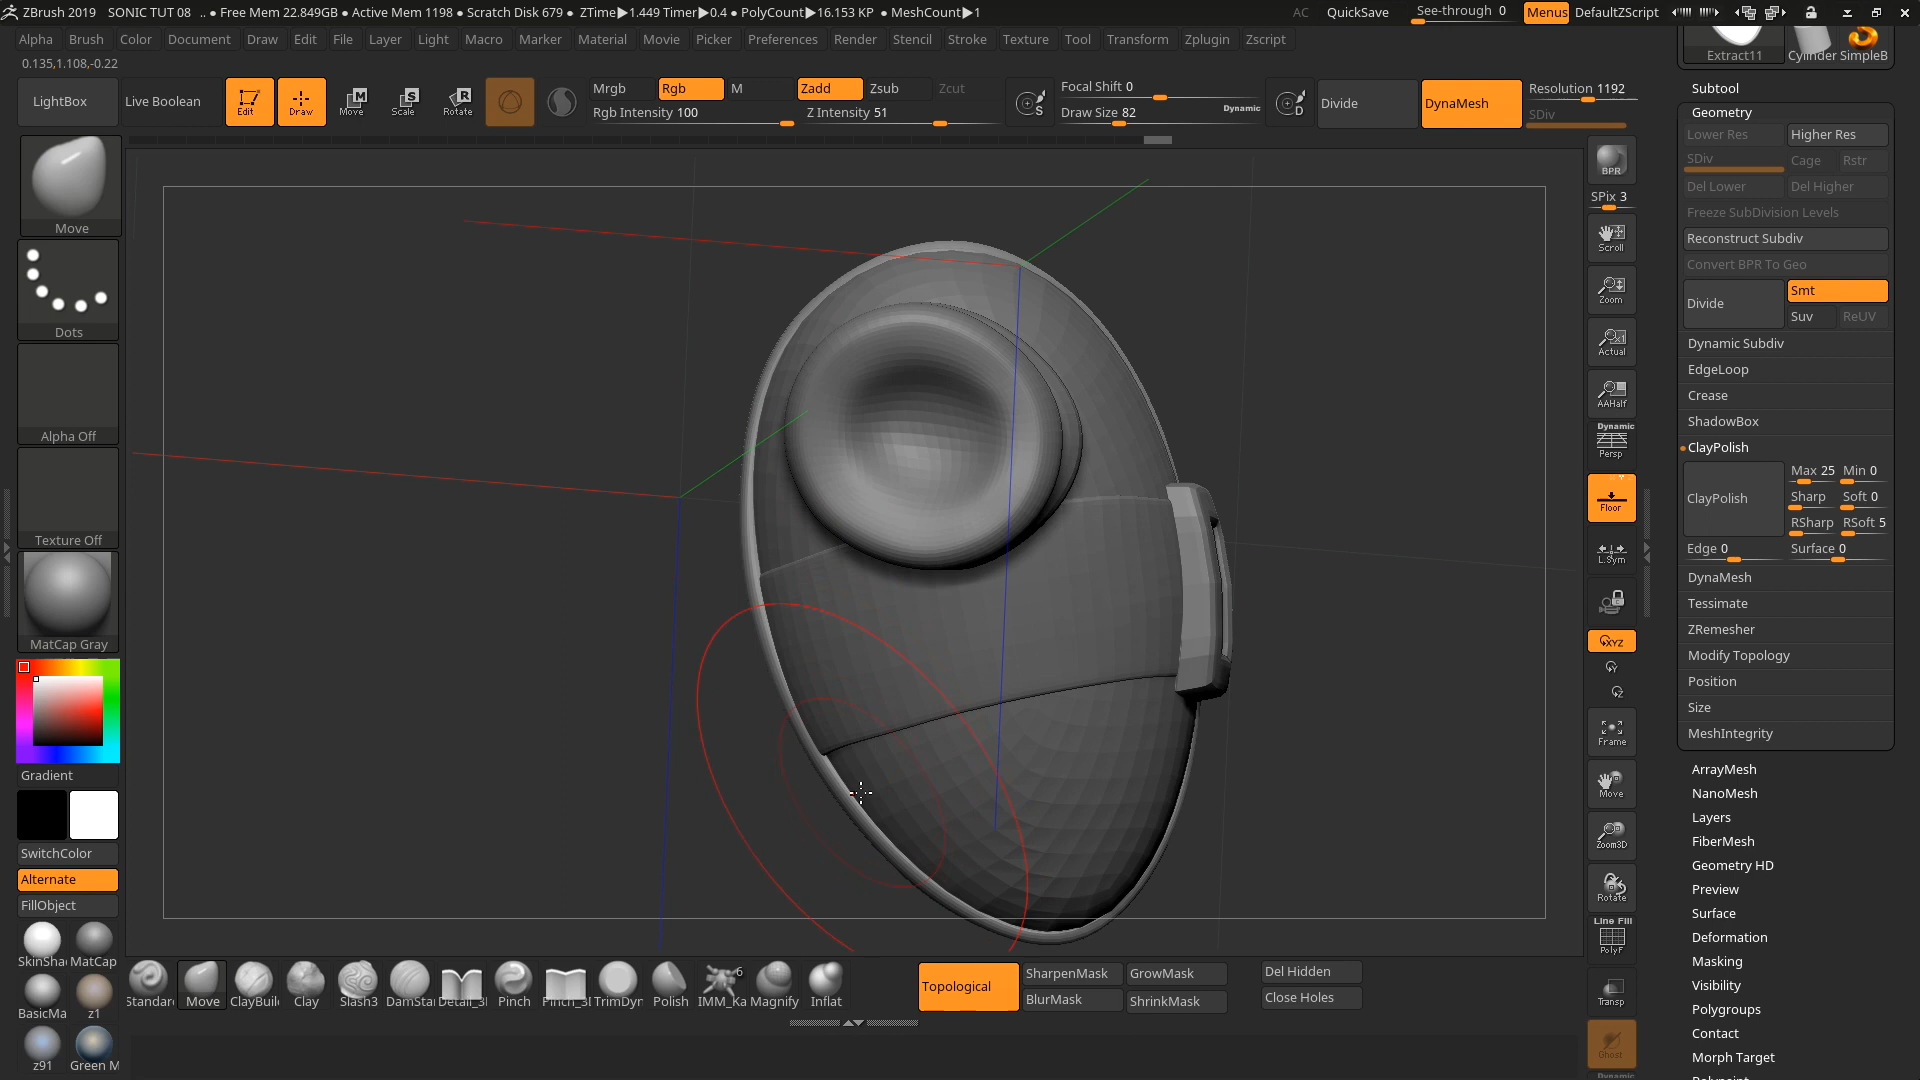 ZBrush 2019 SONIC TUT 08 .. ● Free Mem 22.849GB ● Active Mem 1198 ● Scratch Disk 679 ● ZTime▶1.449 Timer▶0.4 ● PolyCount▶16.153 KP ● MeshCount▶1 AC QuickSave See-through 0 Menus DefaultZScript
Alpha Brush Color Document Draw Edit File Layer Light Macro Marker Material Movie Picker Preferences Render Stencil Stroke Texture Tool Transform Zplugin Zscript
0.135,1.108,-0.22
LightBox
Live Boolean
Edit
Draw
Move
Scale
Rotate
Mrgb Rgb M
Rgb Intensity 100
Zadd Zsub Zcut
Z Intensity 51
Focal Shift 0
Draw Size 82
Dynamic
Divide
DynaMesh
Resolution 1192
SDiv
Move
Dots
Alpha Off
Texture Off
MatCap Gray
Gradient
SwitchColor
Alternate
FillObject
SkinSha MatCap
BasicMa z1
z91 Green M
BPR
SPix 3
Scroll
Zoom
Actual
AAHalf
Dynamic
Persp
Floor
L.Sym
XYZ
Y
Z
Frame
Move
Zoom3D
Rotate
Line Fill
PolyF
Transp
Ghost
Dynamic
Extract11 Cylinder SimpleB
Subtool
Geometry
Lower Res Higher Res
SDiv Cage Rstr
Del Lower Del Higher
Freeze SubDivision Levels
Reconstruct Subdiv
Convert BPR To Geo
Divide Smt
Suv ReUV
Dynamic Subdiv
EdgeLoop
Crease
ShadowBox
ClayPolish
ClayPolish
Max 25 Min 0
Sharp Soft 0
RSharp RSoft 5
Edge 0 Surface 0
DynaMesh
Tessimate
ZRemesher
Modify Topology
Position
Size
MeshIntegrity
ArrayMesh
NanoMesh
Layers
FiberMesh
Geometry HD
Preview
Surface
Deformation
Masking
Visibility
Polygroups
Contact
Morph Target
Standard Move ClayBuil Clay Slash3 DamSta Detail_3 Pinch Pinch_3 TrimDyn Polish IMM_Ka 6 Magnify Inflat
Topological
SharpenMask GrowMask
BlurMask ShrinkMask
Del Hidden
Close Holes